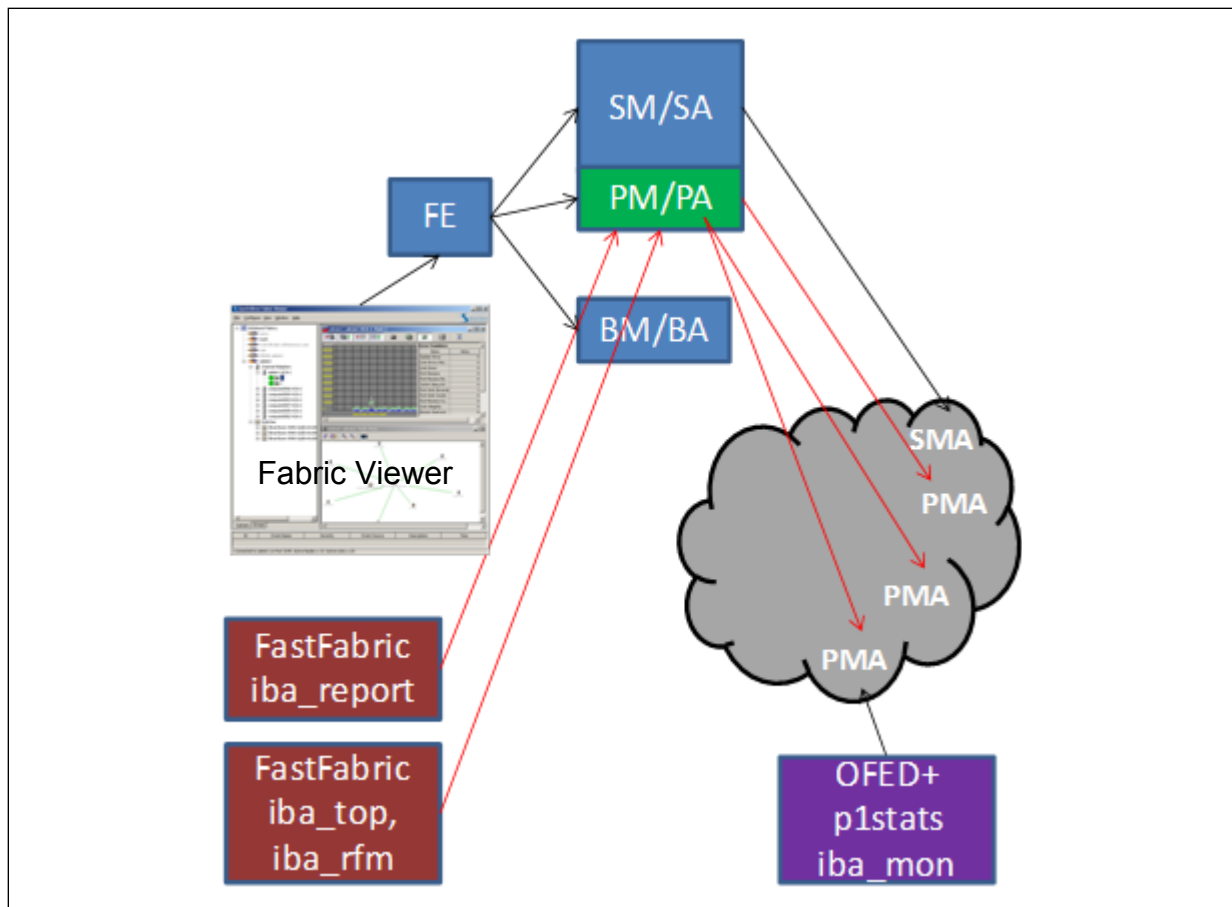 SM/SA
PM/PA
FE
BM/BA
Fabric Viewer
SMA
PMA
PMA
PMA
FastFabric
iba_report
FastFabric
iba_top,
iba_rfm
OFED+
p1stats
iba_mon